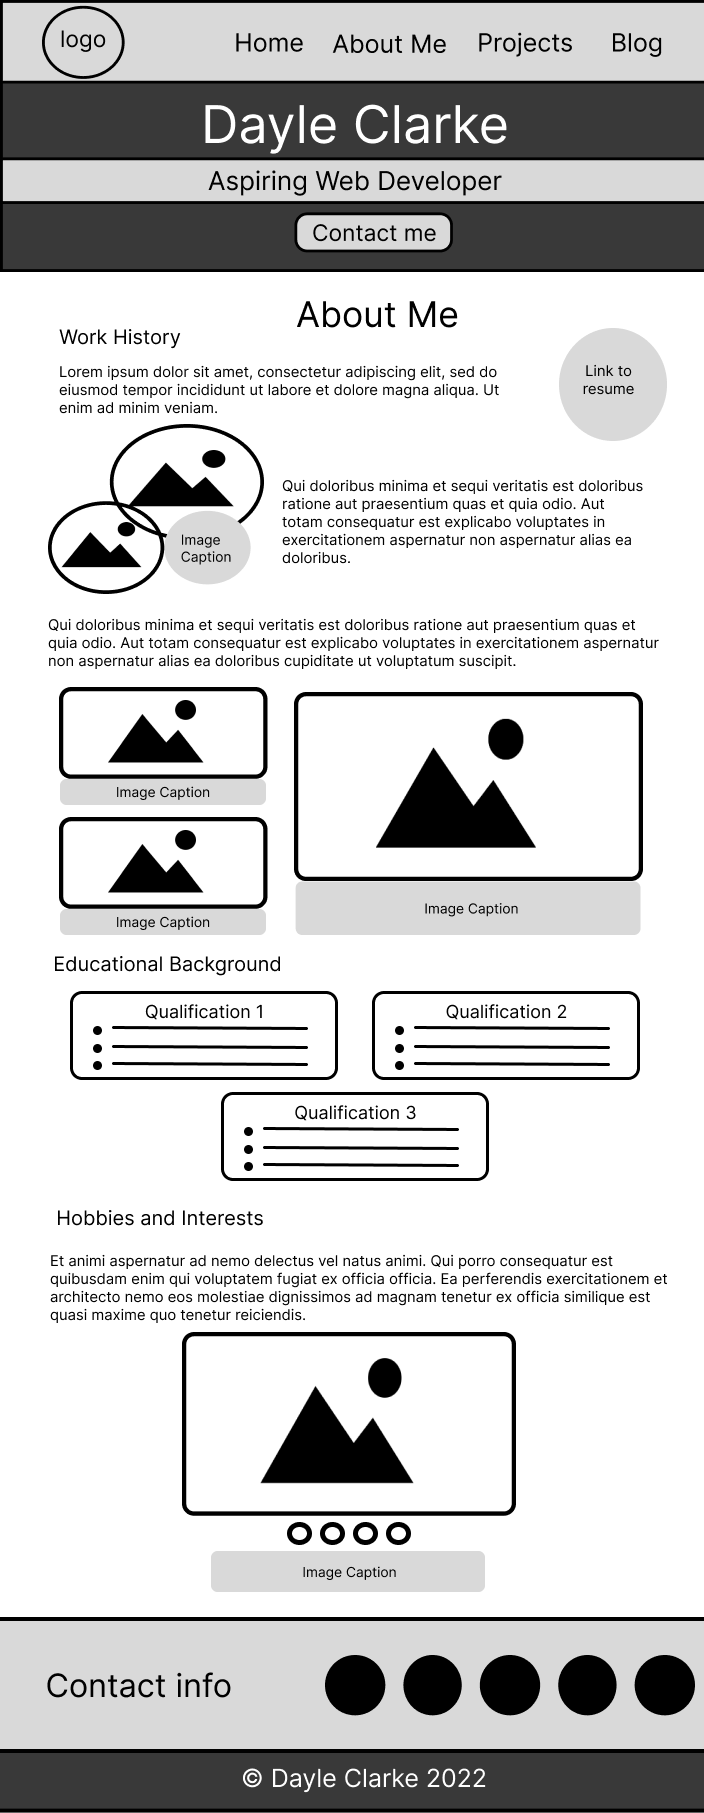 logo
Home
About Me
Projects
Blog
Dayle Clarke
Aspiring Web Developer
Contact me
About Me
Work History
Lorem ipsum dolor sit amet, consectetur adipiscing elit, sed do
eiusmod tempor incididunt ut labore et dolore magna aliqua. Ut
enim ad minim veniam.
Link to
resume
Image
Caption
Qui doloribus minima et sequi veritatis est doloribus
ratione aut praesentium quas et quia odio. Aut
totam consequatur est explicabo voluptates in
exercitationem aspernatur non aspernatur alias ea
doloribus.
Qui doloribus minima et sequi veritatis est doloribus ratione aut praesentium quas et
quia odio. Aut totam consequatur est explicabo voluptates in exercitationem aspernatur
non aspernatur alias ea doloribus cupiditate ut voluptatum suscipit.
Image Caption
Image Caption
Image Caption
Educational Background
Qualification 1
Qualification 2
Qualification 3
Hobbies and Interests
Et animi aspernatur ad nemo delectus vel natus animi. Qui porro consequatur est
quibusdam enim qui voluptatem fugiat ex officia officia. Ea perferendis exercitationem et
architecto nemo eos molestiae dignissimos ad magnam tenetur ex officia similique est
quasi maxime quo tenetur reiciendis.
Image Caption
Contact info
© Dayle Clarke 2022